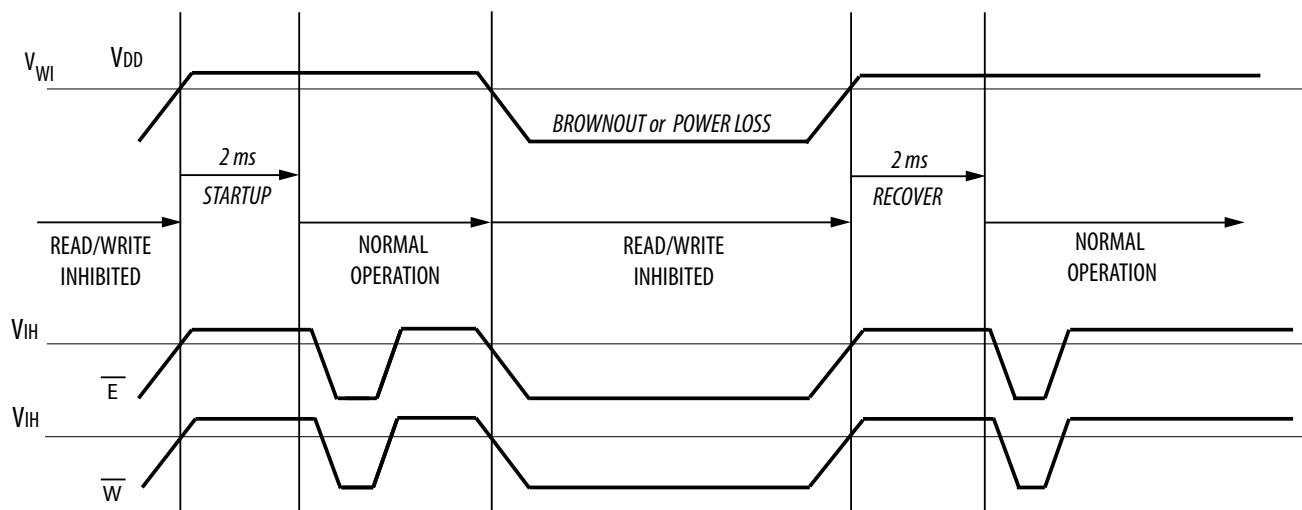 VWI VDD
BROWNOUT or POWER LOSS
2 ms
STARTUP
2 ms
RECOVER
READ/WRITE
INHIBITED
NORMAL
OPERATION
READ/WRITE
INHIBITED
NORMAL
OPERATION
VIH
E
VIH
W